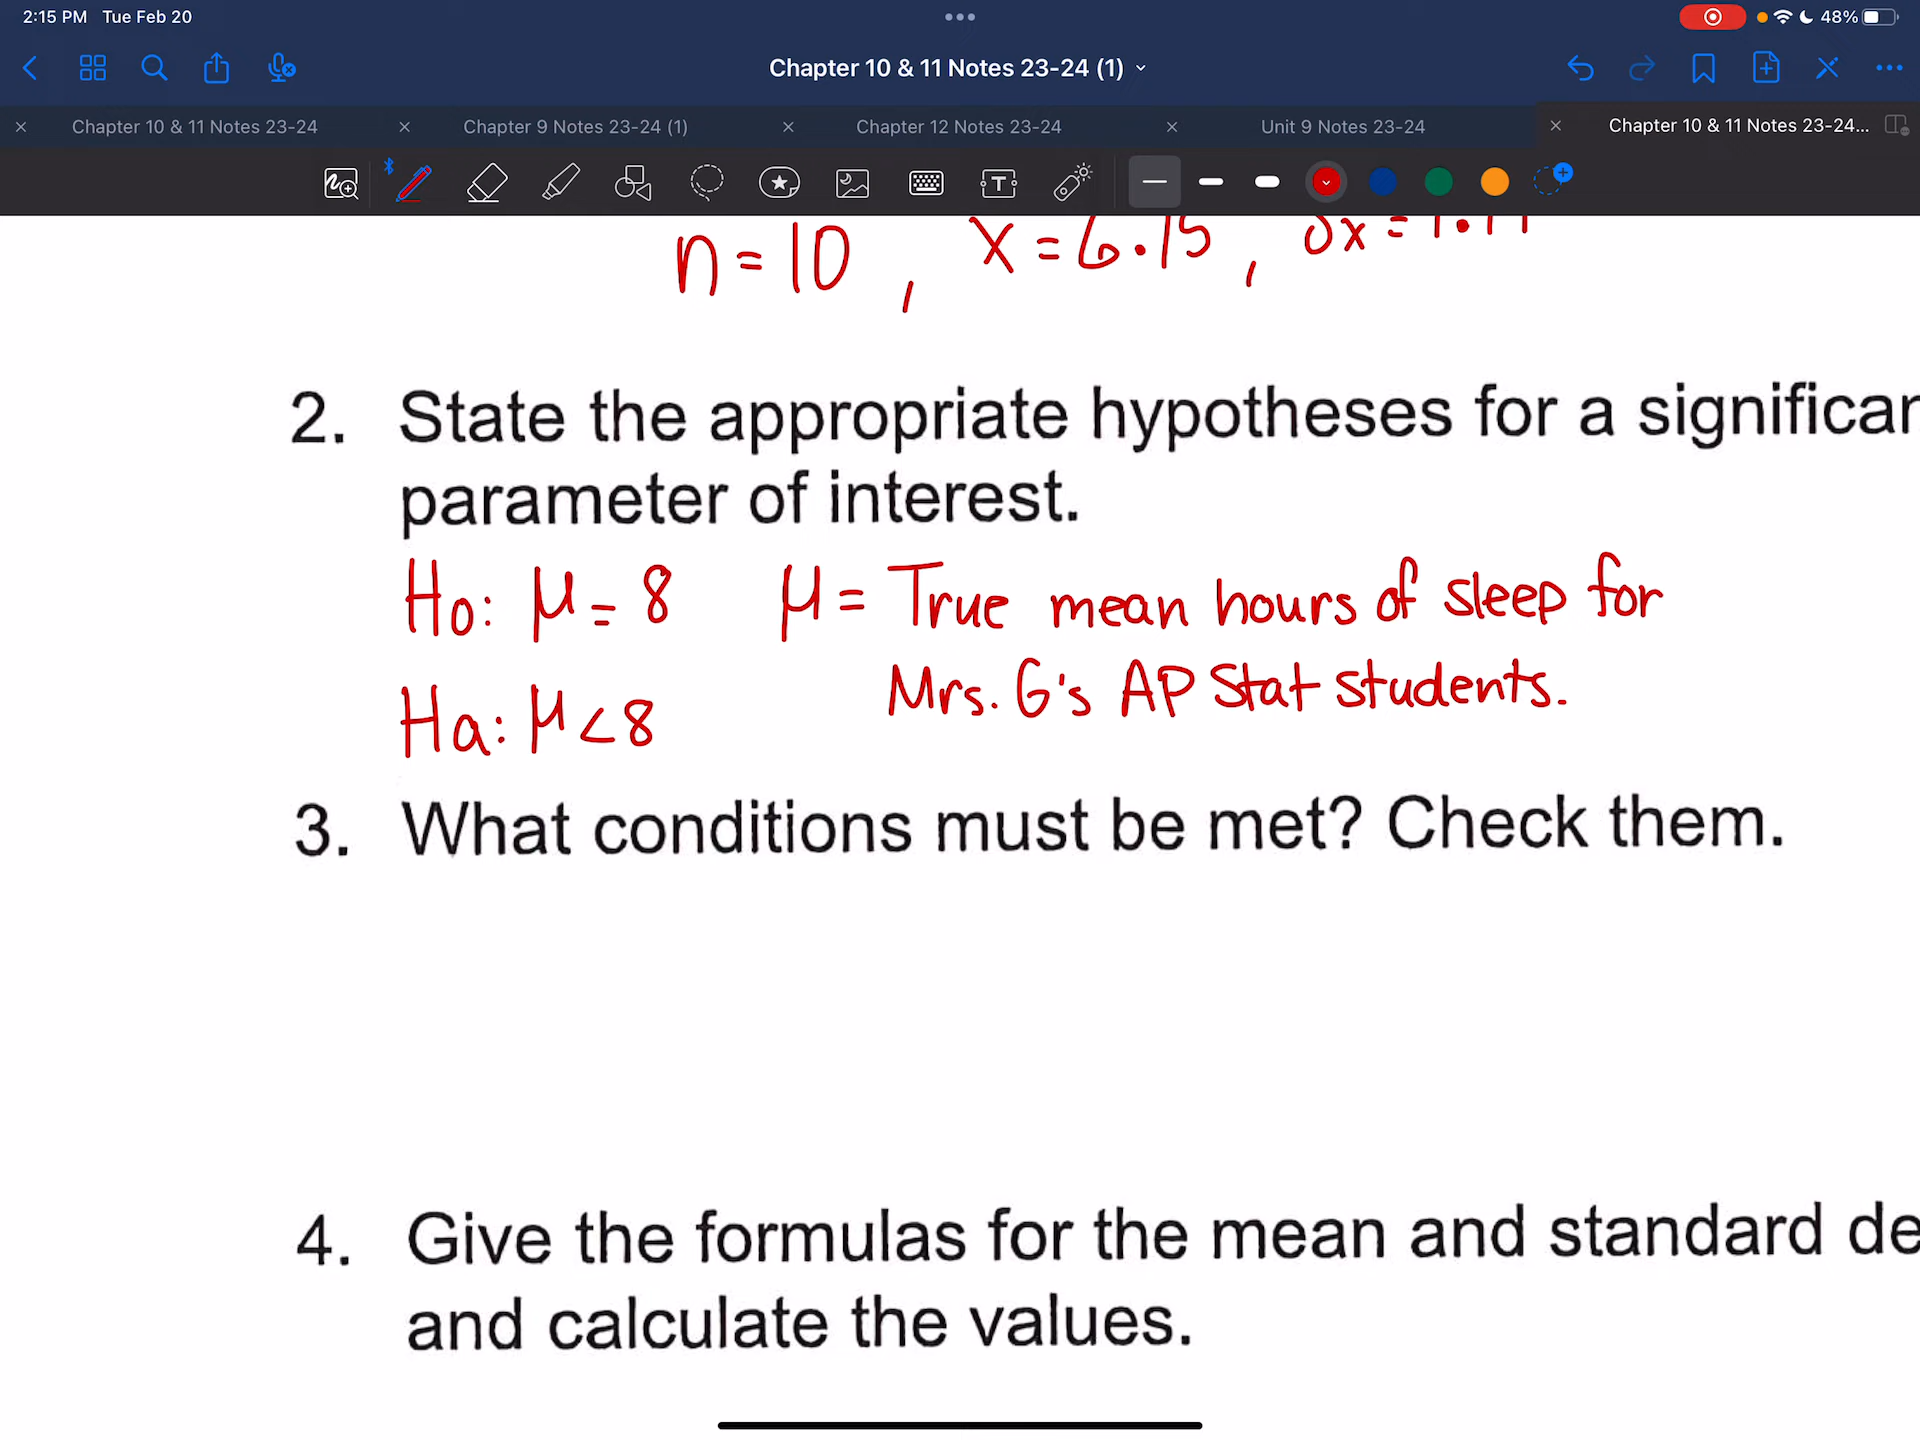 2:15 PM Tue Feb 20
48%
Chapter 10 & 11 Notes 23-24 (1)
Chapter 10 & 11 Notes 23-24
Chapter 9 Notes 23-24 (1)
Chapter 12 Notes 23-24
Unit 9 Notes 23-24
Chapter 10 & 11 Notes 23-24...
n = 10 , x = 6.15 ,
2. State the appropriate hypotheses for a significan
parameter of interest.
Ho: μ = 8 μ = True mean hours of sleep for
Mrs. G's AP Stat students.
Ha: μ < 8
3. What conditions must be met? Check them.
4. Give the formulas for the mean and standard de
and calculate the values.